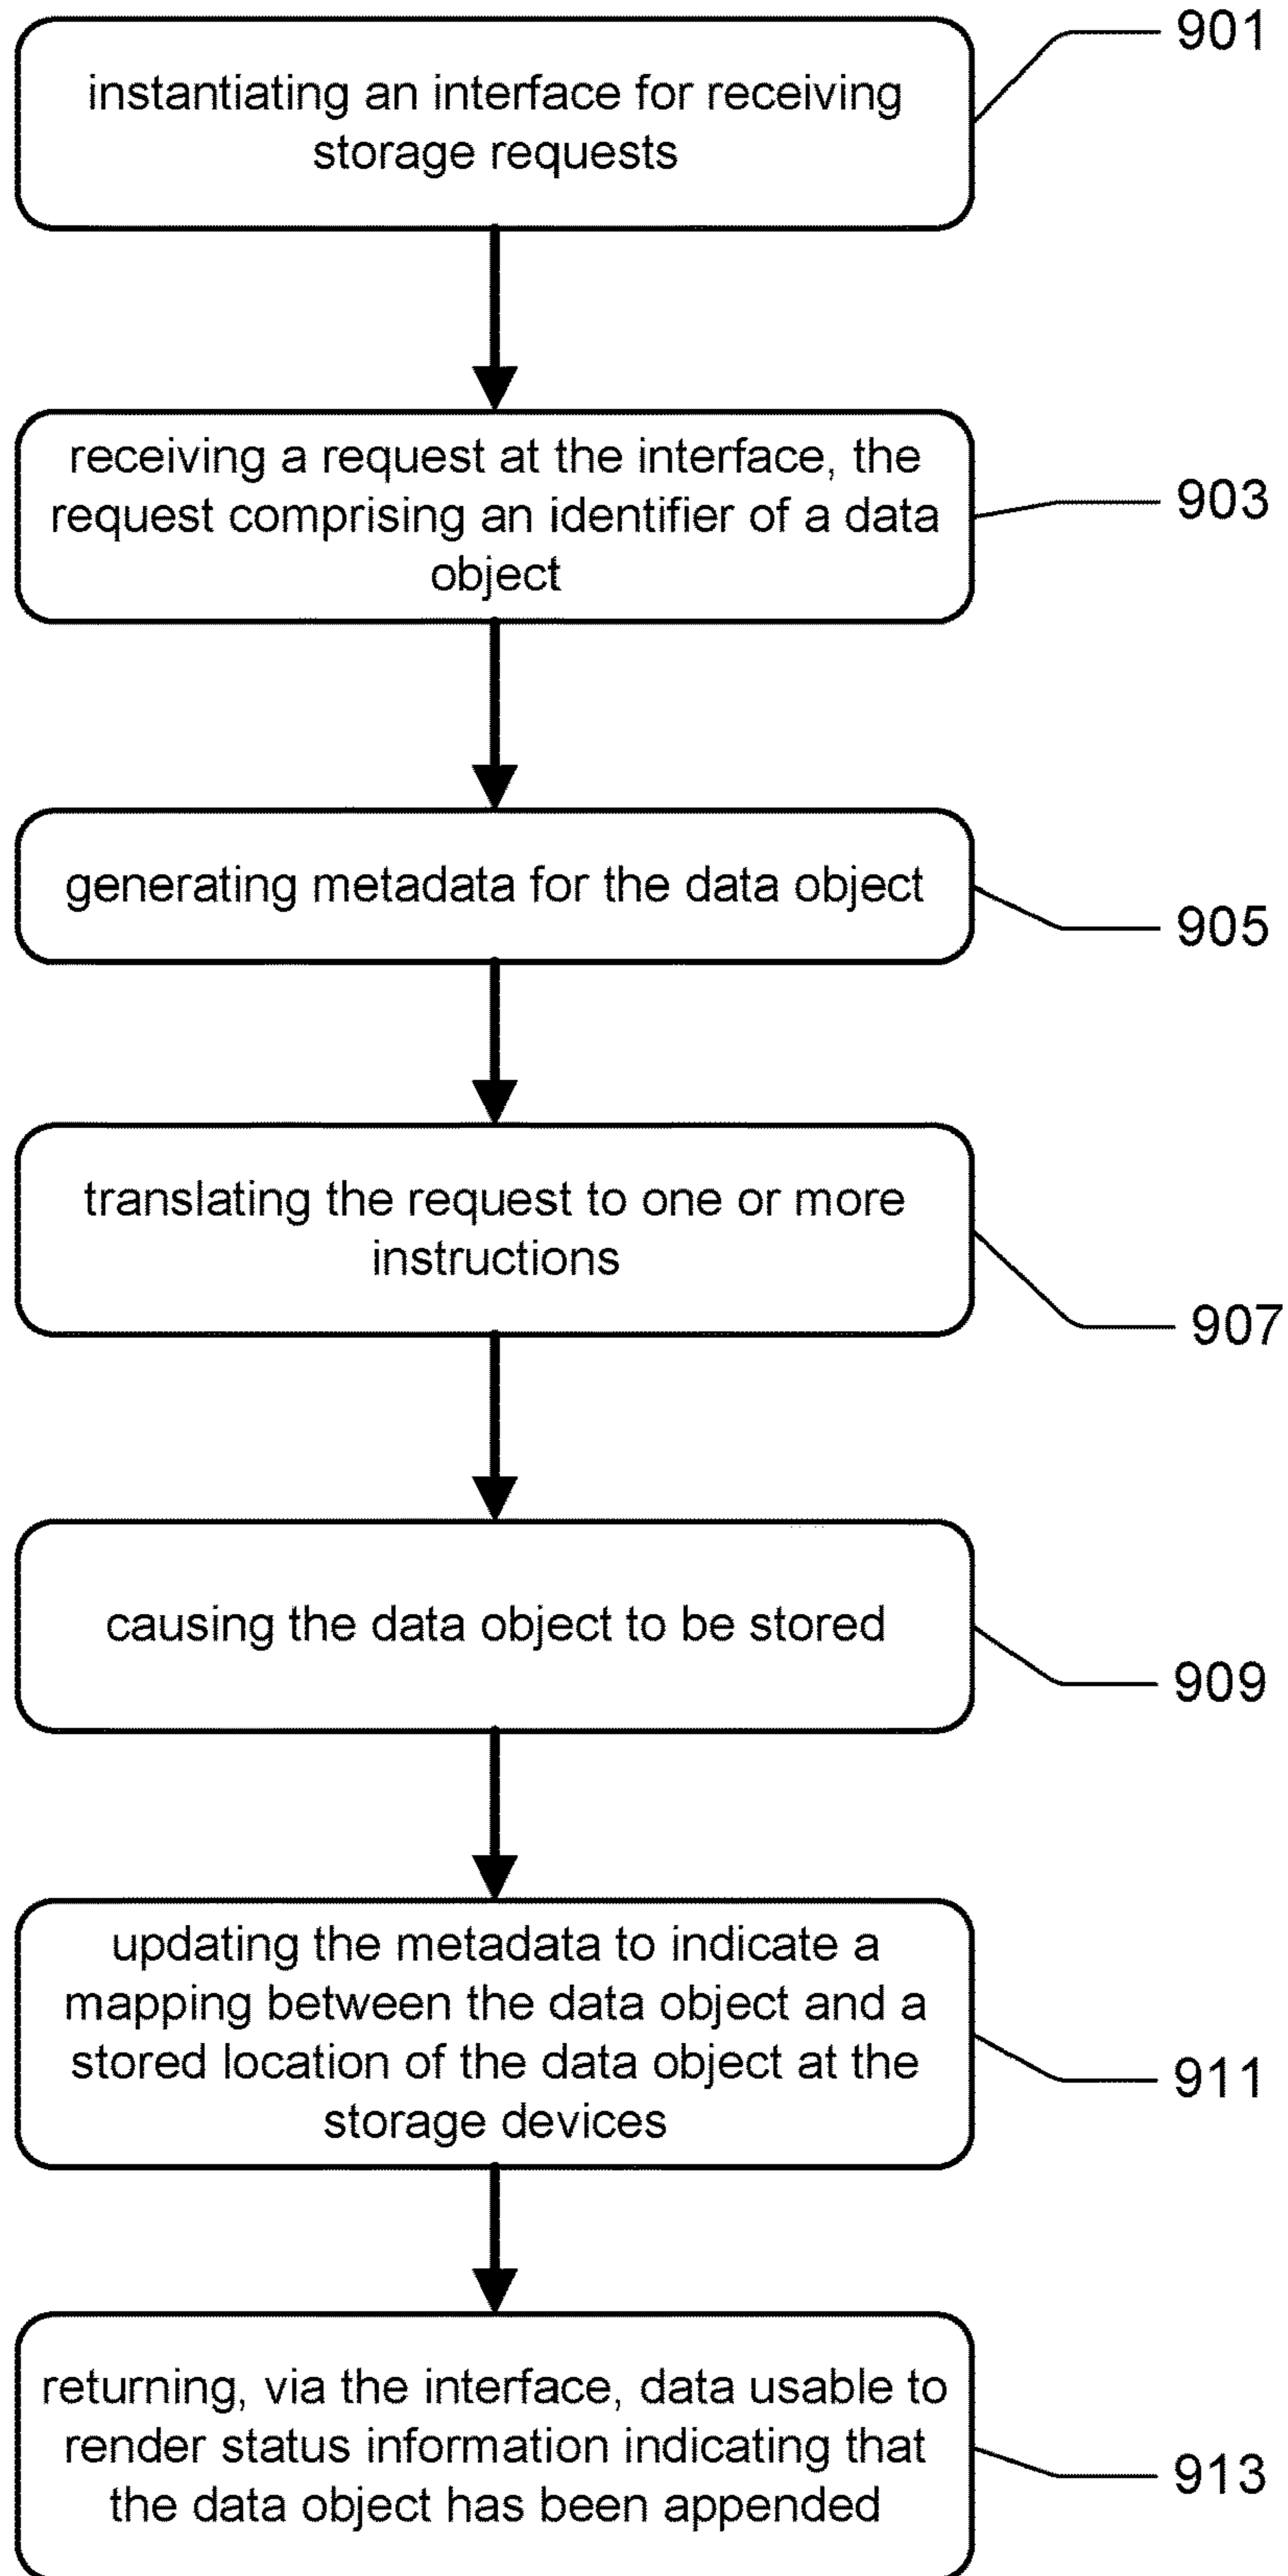 901
instantiating an interface for receiving
storage requests
receiving a request at the interface, the
request comprising an identifier of a data
object
903
generating metadata for the data object
905
translating the request to one or more
instructions
907
causing the data object to be stored
909
updating the metadata to indicate a
mapping between the data object and a
stored location of the data object at the
storage devices
911
returning, via the interface, data usable to
render status information indicating that
the data object has been appended
913